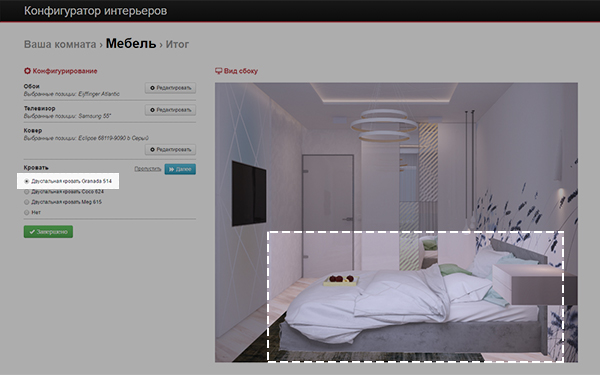 Конфигуратор интерьеров
Ваша комната › Мебель › Итог
Конфигурирование
Вид сбоку
Обои
Редактировать
Выбранные позиции: Eijffinger Atlantic
Телевизор
Редактировать
Выбранные позиции: Samsung 55"
Ковер
Выбранные позиции: Eclipse 68119-9090 b Серый
Редактировать
Кровать
Пропустить
Далее
Двуспальная кровать Granada 514
Двуспальная кровать Coco 624
Двуспальная кровать Meg 615
Нет
Завершено